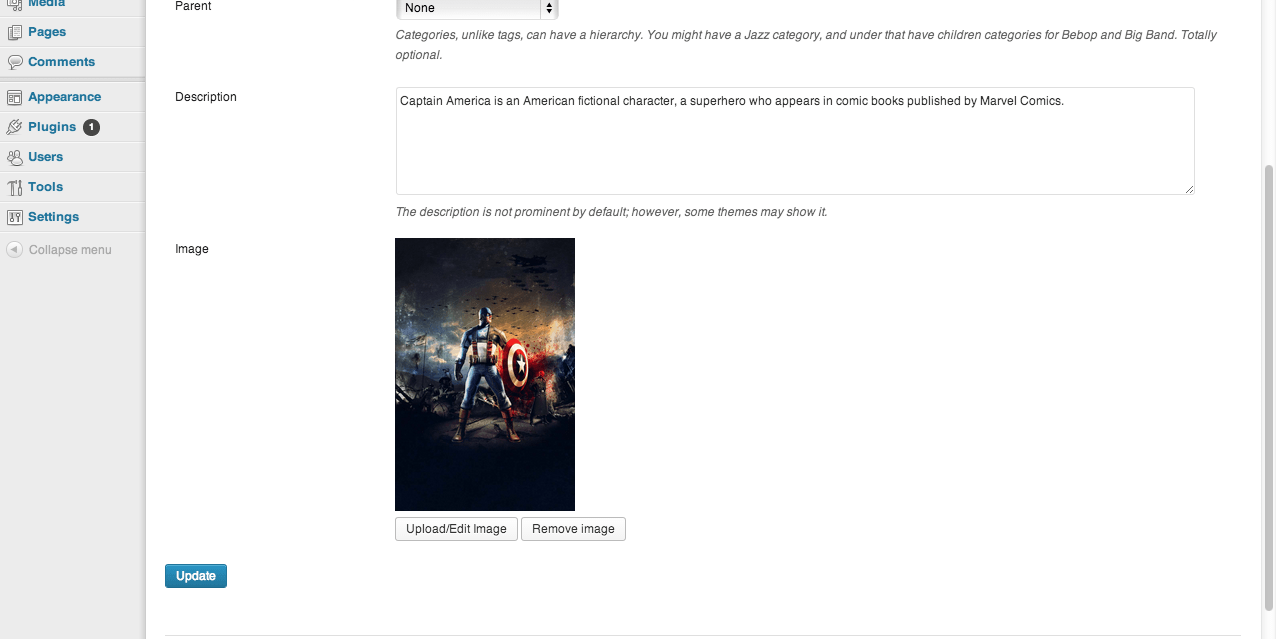 Media
Pages
Comments
Appearance
Plugins 1
Users
Tools
Settings
Collapse menu
Parent
None
Categories, unlike tags, can have a hierarchy. You might have a Jazz category, and under that have children categories for Bebop and Big Band. Totally
optional.
Description
Captain America is an American fictional character, a superhero who appears in comic books published by Marvel Comics.
The description is not prominent by default; however, some themes may show it.
Image
Upload/Edit Image
Remove image
Update